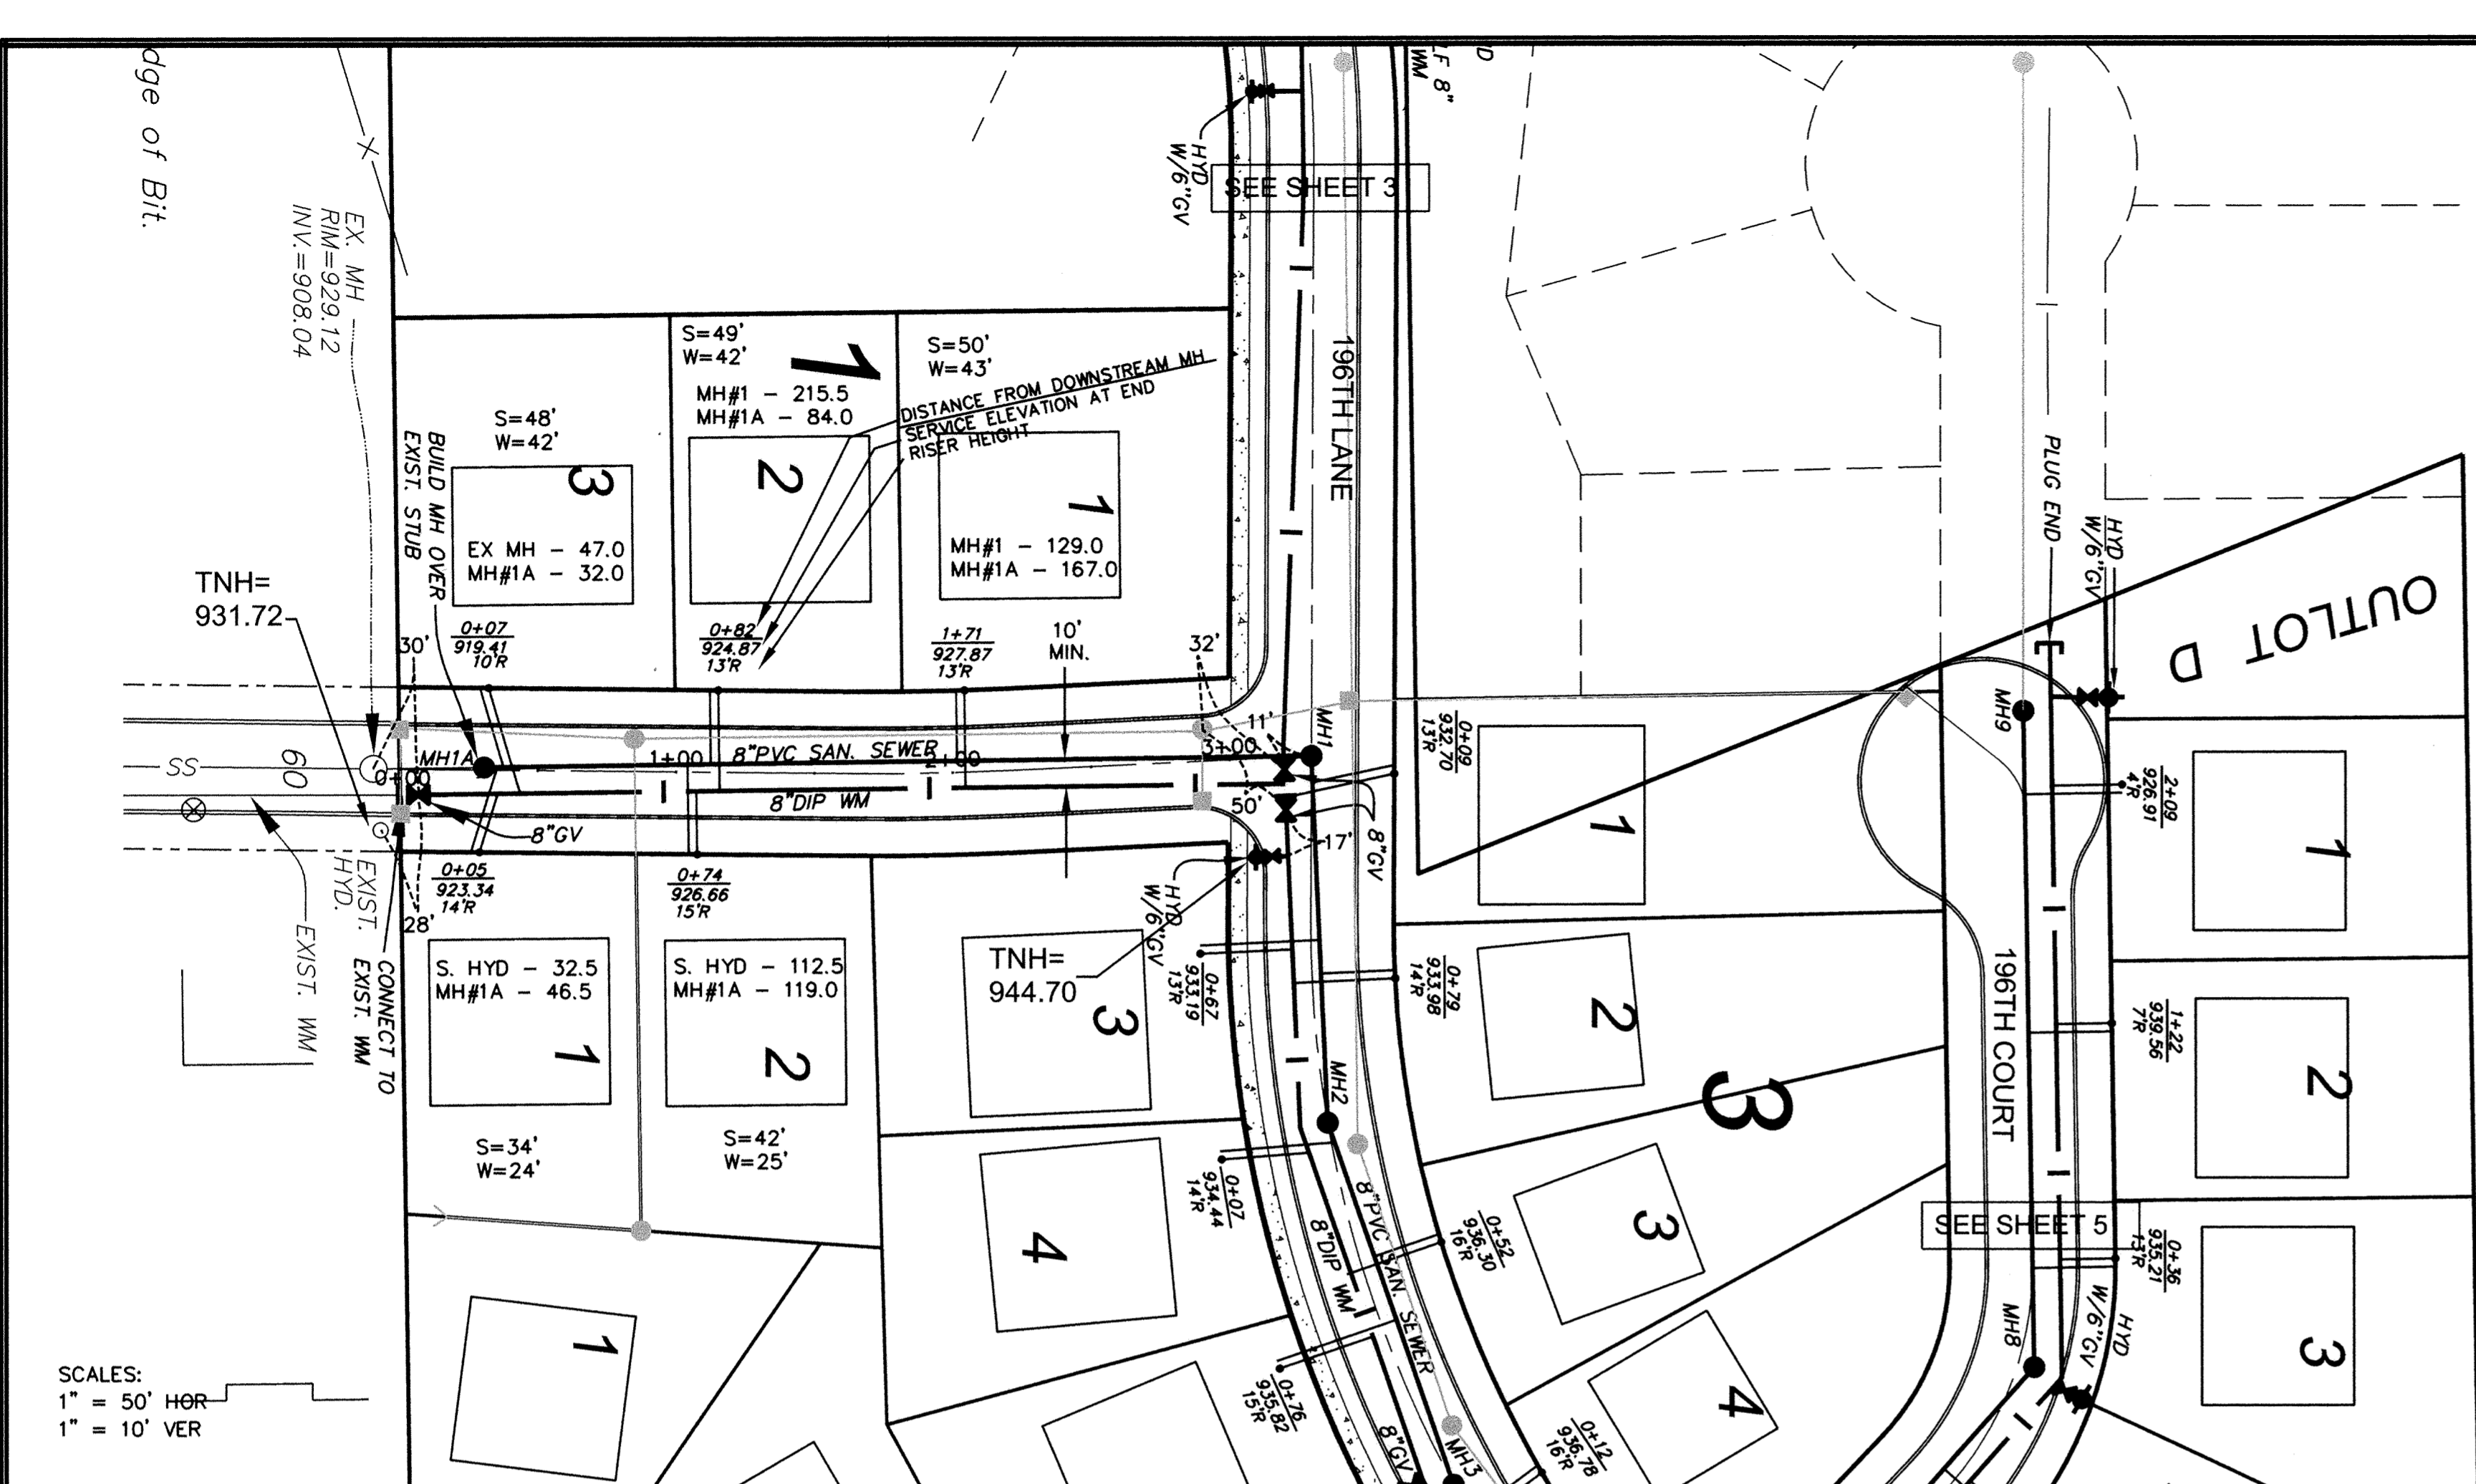 dge of Bit.
EX. MH
RIM=929.12
INV.=908.04
BUILD MH OVER
EXIST. STUB
TNH=
931.72
S=48'
W=42'
3
EX MH - 47.0
MH#1A - 32.0
S=49'
W=42'
1
MH#1 - 215.5
MH#1A - 84.0
2
S=50'
W=43'
DISTANCE FROM DOWNSTREAM MH
SERVICE ELEVATION AT END
RISER HEIGHT
1
MH#1 - 129.0
MH#1A - 167.0
HYD
W/6"GV
SEE SHEET 3
LF 8"
WM
196TH LANE
30'
0+07
919.41
10'R
0+82
924.87
13'R
1+71
927.87
13'R
10'
MIN.
32'
11'
MH1
SS
60
MH1A
0+00
1+00
8"PVC SAN. SEWER
2+00
3+00
8"DIP WM
8"GV
50'
17'
8"GV
0+09
932.70
13'R
EXIST.
HYD.
EXIST. WM
CONNECT TO
EXIST. WM
28'
0+05
923.34
14'R
0+74
926.66
15'R
S. HYD - 32.5
MH#1A - 46.5
1
S=34'
W=24'
S. HYD - 112.5
MH#1A - 119.0
2
S=42'
W=25'
HYD
W/6"GV
TNH=
944.70
3
0+67
933.19
13'R
0+79
933.98
14'R
MH2
4
0+07
934.44
14'R
8"DIP WM
8"PVC SAN. SEWER
0+52
936.30
16'R
0+76
935.82
15'R
8"GV
MH3
0+12
936.78
16'R
1
2
3
3
4
PLUG END
HYD
W/6"GV
OUTLOT D
MH9
2+09
926.91
4'R
1
196TH COURT
1+22
939.56
7'R
2
SEE SHEET 5
0+36
935.21
13'R
HYD
W/6"GV
MH8
3
1
SCALES:
1" = 50' HOR
1" = 10' VER